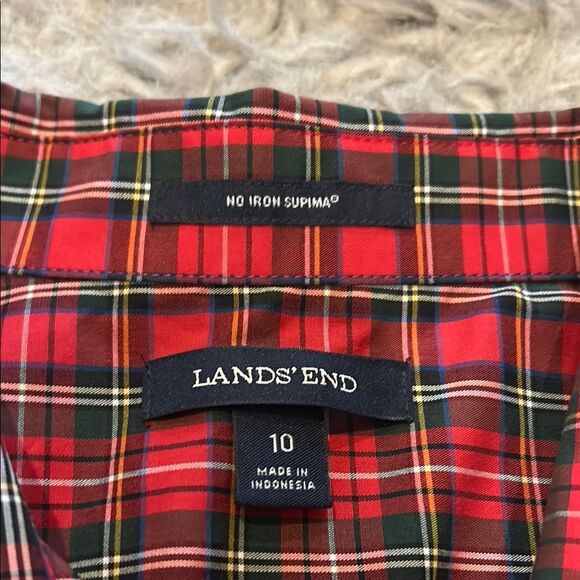 NO IRON SUPIMA®
LANDS' END
10
MADE IN
INDONESIA